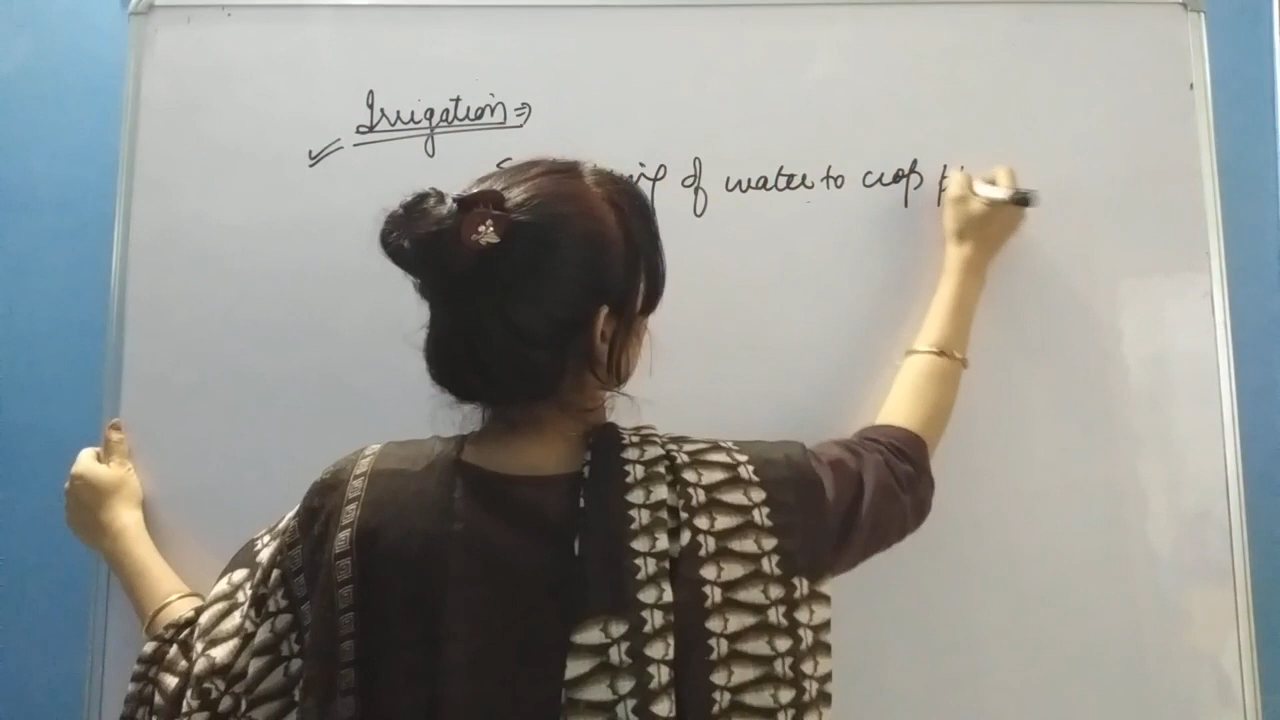 Irrigation ⇒
of water to crop